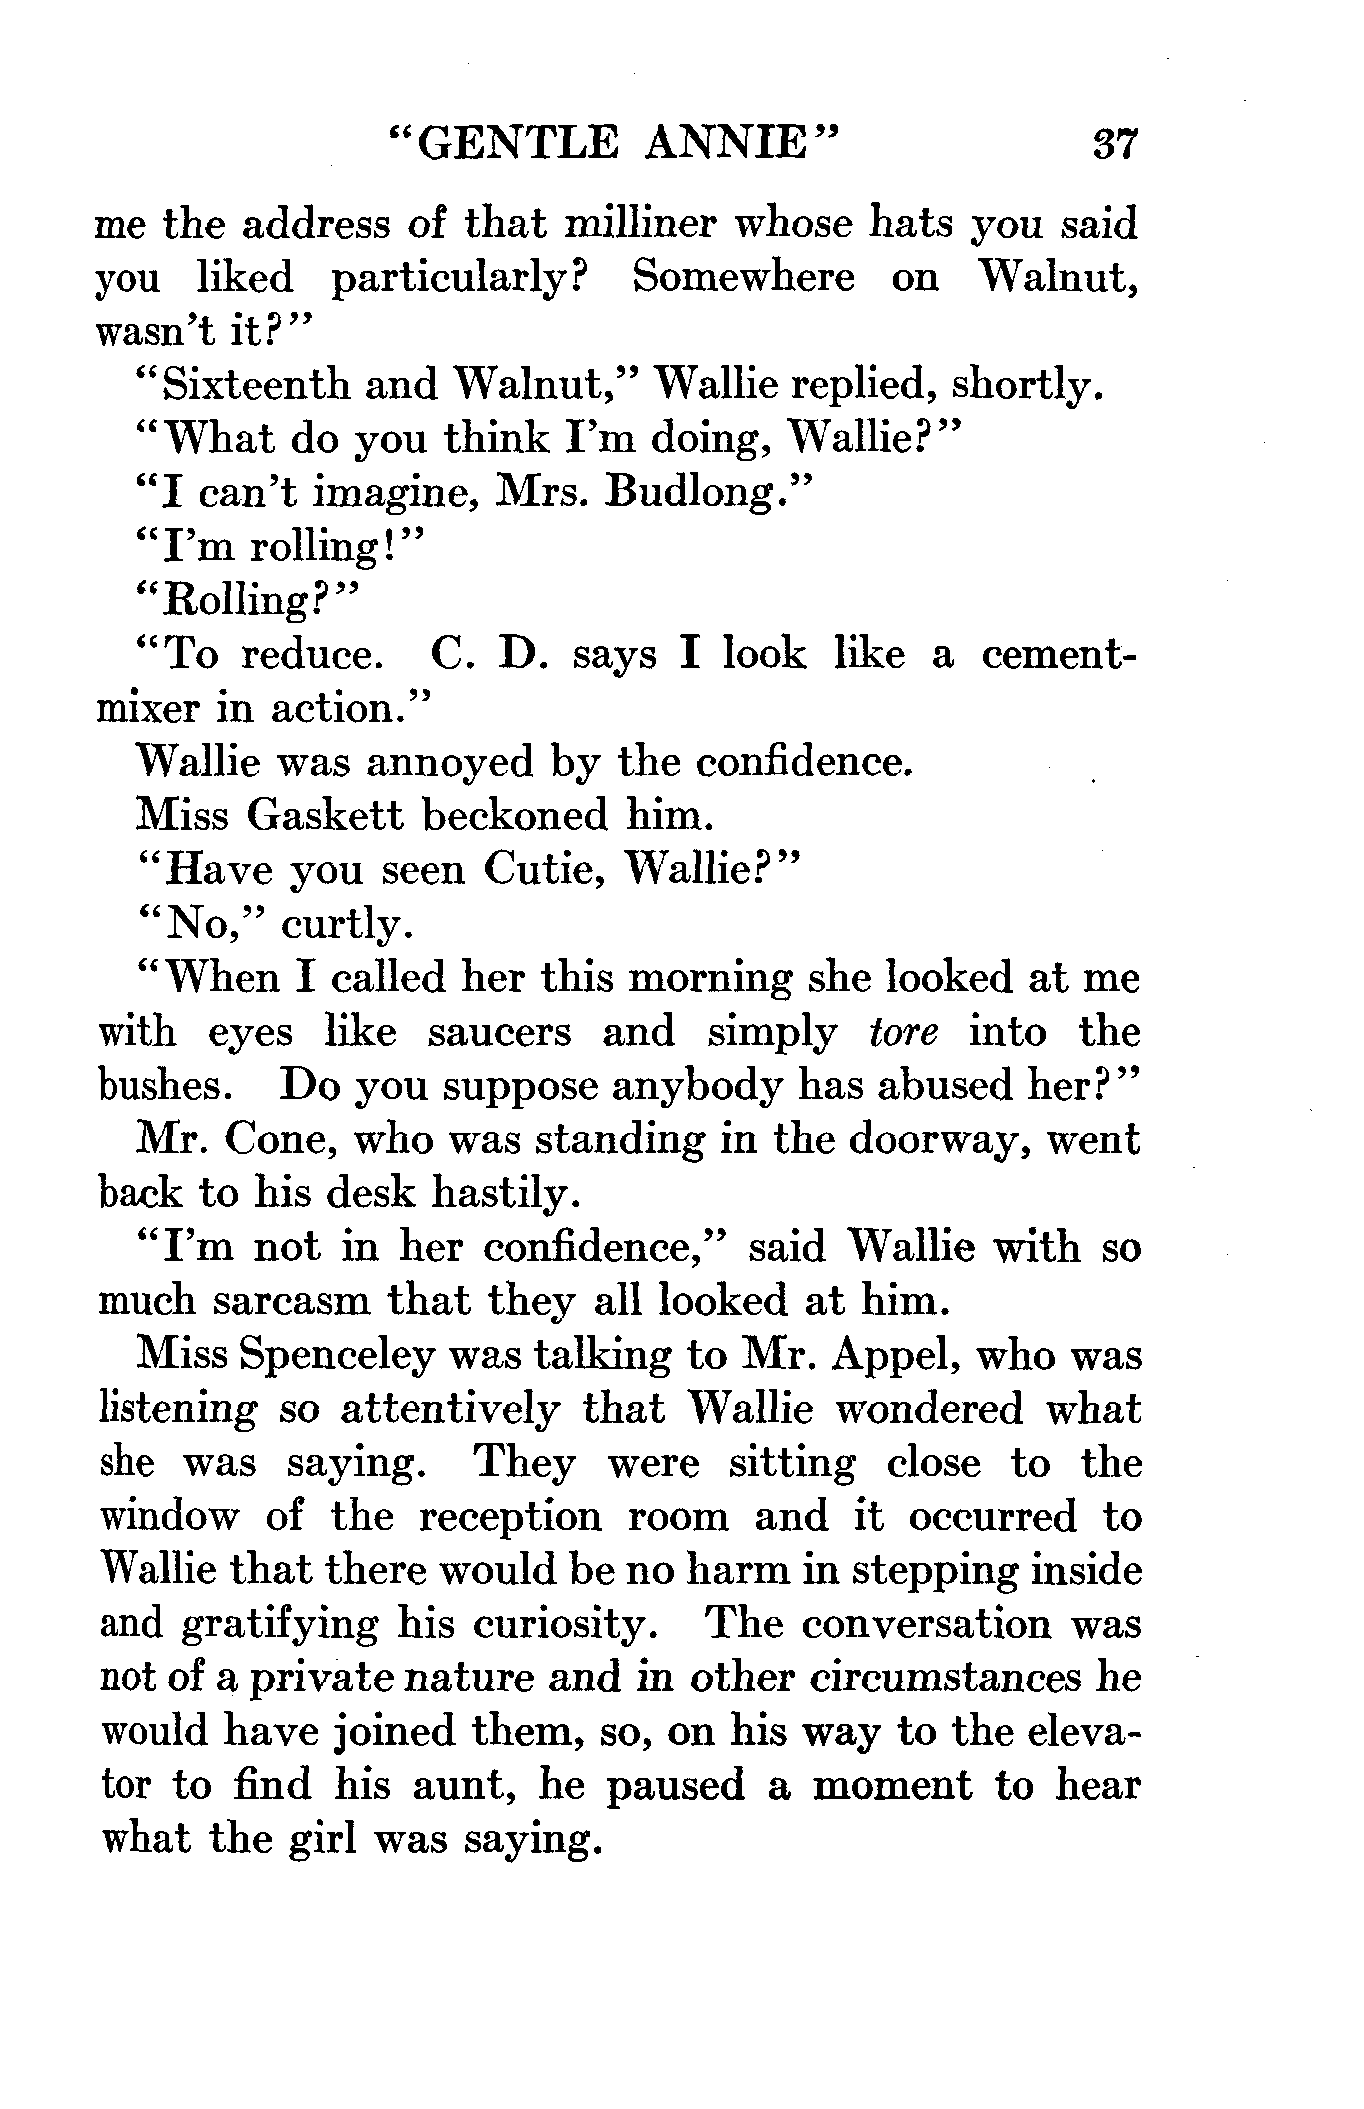 "GENTLE ANNIE" 37
me the address of that milliner whose hats you said
you liked particularly? Somewhere on Walnut,
wasn't it?"
"Sixteenth and Walnut," Wallie replied, shortly.
"What do you think I'm doing, Wallie?"
"I can't imagine, Mrs. Budlong."
"I'm rolling!"
"Rolling?"
"To reduce. C. D. says I look like a cement-
mixer in action."
Wallie was annoyed by the confidence.
Miss Gaskett beckoned him.
"Have you seen Cutie, Wallie?"
"No," curtly.
"When I called her this morning she looked at me
with eyes like saucers and simply tore into the
bushes. Do you suppose anybody has abused her?"
Mr. Cone, who was standing in the doorway, went
back to his desk hastily.
"I'm not in her confidence," said Wallie with so
much sarcasm that they all looked at him.
Miss Spenceley was talking to Mr. Appel, who was
listening so attentively that Wallie wondered what
she was saying. They were sitting close to the
window of the reception room and it occurred to
Wallie that there would be no harm in stepping inside
and gratifying his curiosity. The conversation was
not of a private nature and in other circumstances he
would have joined them, so, on his way to the eleva-
tor to find his aunt, he paused a moment to hear
what the girl was saying.